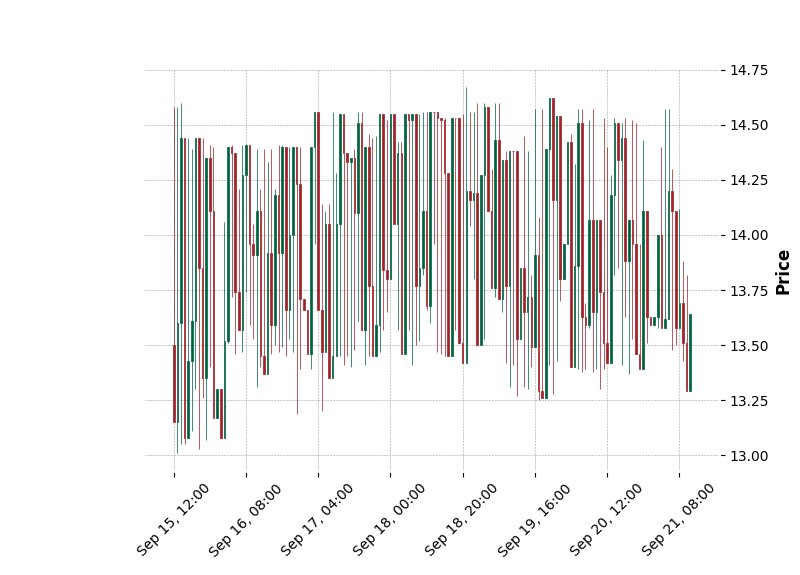 14.75
14.50
14.25
14.00
13.75
13.50
13.25
13.00
Price
Sep 15, 12:00
Sep 16, 08:00
Sep 17, 04:00
Sep 18, 00:00
Sep 18, 20:00
Sep 19, 16:00
Sep 20, 12:00
Sep 21, 08:00